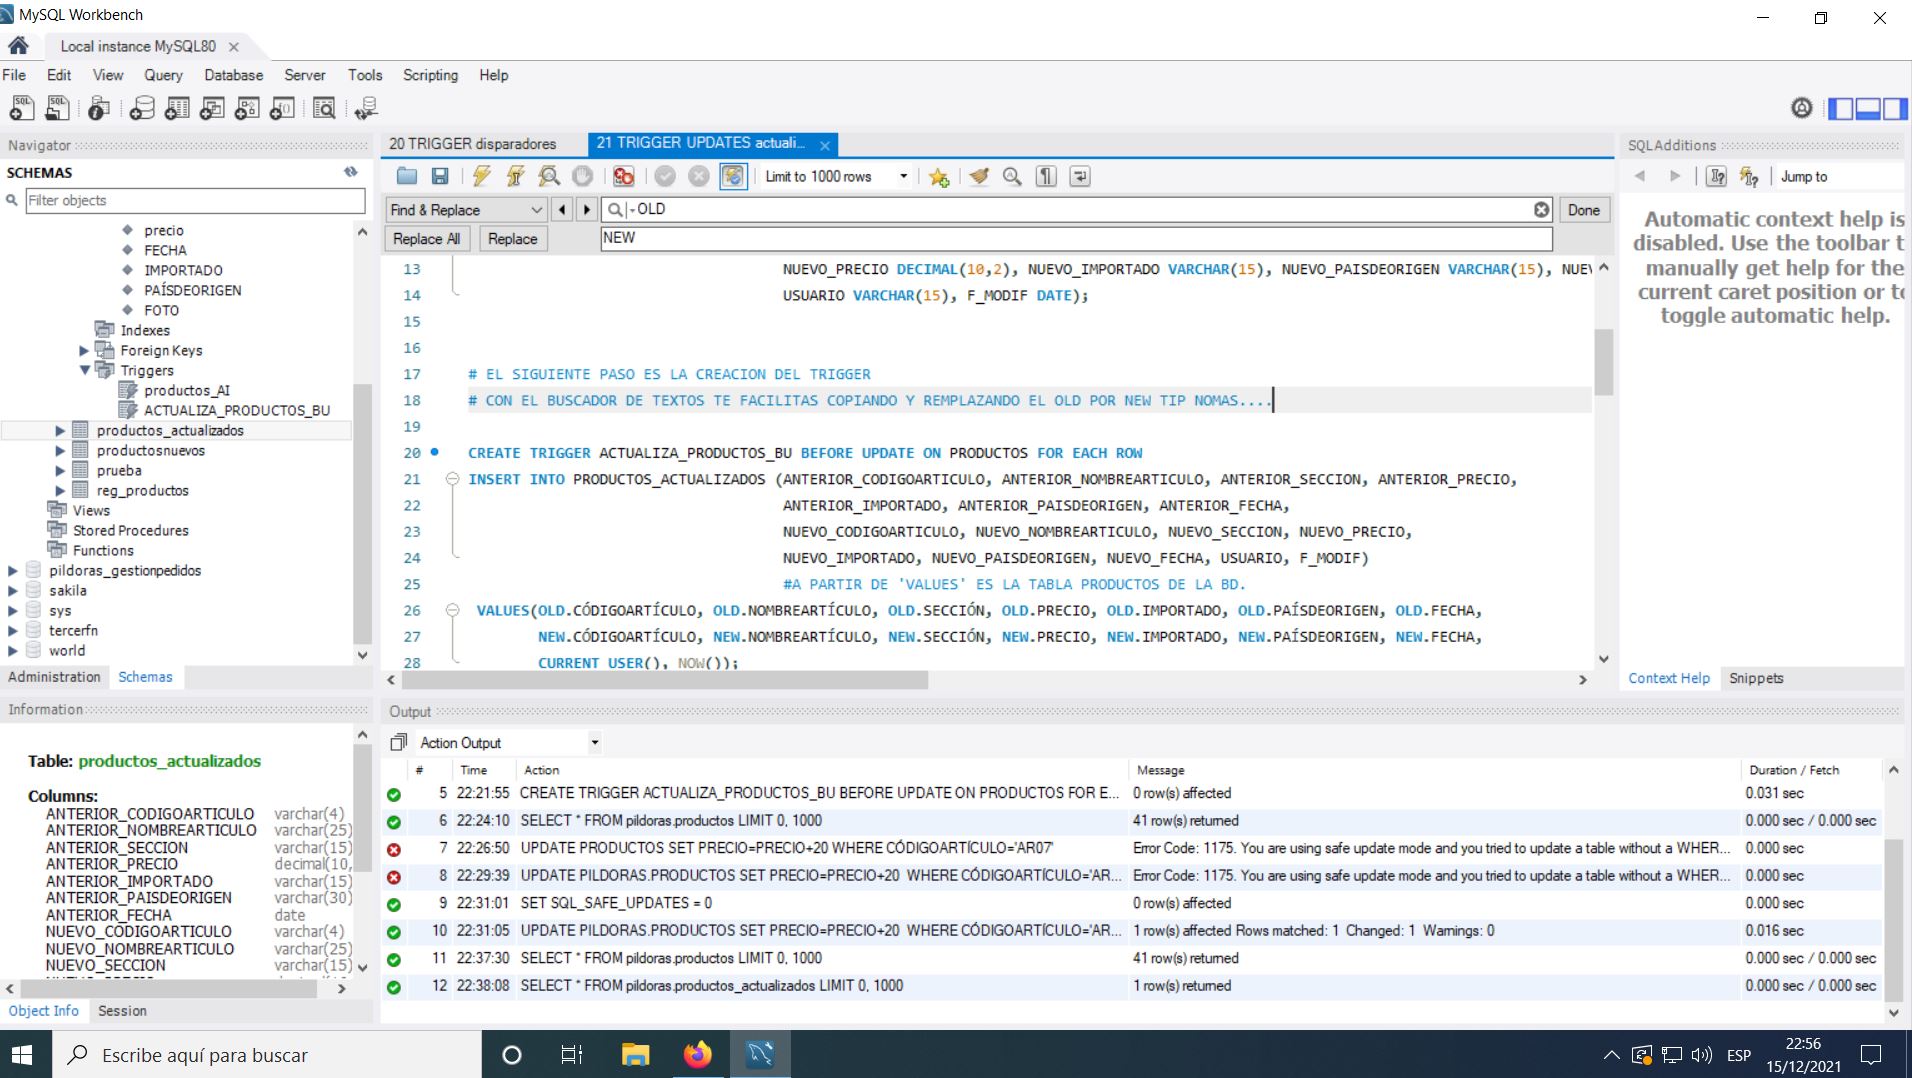 MySQL Workbench
Local instance MySQL80
File Edit View Query Database Server Tools Scripting Help
Navigator
SCHEMAS
Filter objects
precio
FECHA
IMPORTADO
PAÍSDEORIGEN
FOTO
Indexes
Foreign Keys
Triggers
productos_AI
ACTUALIZA_PRODUCTOS_BU
productos_actualizados
productosnuevos
prueba
reg_productos
Views
Stored Procedures
Functions
pildoras_gestionpedidos
sakila
sys
tercerfn
world
Administration Schemas
Information
Table: productos_actualizados
Columns:
ANTERIOR_CODIGOARTICULO varchar(4)
ANTERIOR_NOMBREARTICULO varchar(25)
ANTERIOR_SECCION varchar(15)
ANTERIOR_PRECIO decimal(10,
ANTERIOR_IMPORTADO varchar(15)
ANTERIOR_PAISDEORIGEN varchar(30)
ANTERIOR_FECHA date
NUEVO_CODIGOARTICULO varchar(4)
NUEVO_NOMBREARTICULO varchar(25)
NUEVO_SECCION varchar(15)
Object Info Session
20 TRIGGER disparadores 21 TRIGGER UPDATES actuali...
Limit to 1000 rows
Find & Replace OLD Done
Replace All Replace NEW
13 NUEVO_PRECIO DECIMAL(10,2), NUEVO_IMPORTADO VARCHAR(15), NUEVO_PAISDEORIGEN VARCHAR(15), NUEV
14 USUARIO VARCHAR(15), F_MODIF DATE);
15
16
17 # EL SIGUIENTE PASO ES LA CREACION DEL TRIGGER
18 # CON EL BUSCADOR DE TEXTOS TE FACILITAS COPIANDO Y REMPLAZANDO EL OLD POR NEW TIP NOMAS....
19
20 CREATE TRIGGER ACTUALIZA_PRODUCTOS_BU BEFORE UPDATE ON PRODUCTOS FOR EACH ROW
21 INSERT INTO PRODUCTOS_ACTUALIZADOS (ANTERIOR_CODIGOARTICULO, ANTERIOR_NOMBREARTICULO, ANTERIOR_SECCION, ANTERIOR_PRECIO,
22 ANTERIOR_IMPORTADO, ANTERIOR_PAISDEORIGEN, ANTERIOR_FECHA,
23 NUEVO_CODIGOARTICULO, NUEVO_NOMBREARTICULO, NUEVO_SECCION, NUEVO_PRECIO,
24 NUEVO_IMPORTADO, NUEVO_PAISDEORIGEN, NUEVO_FECHA, USUARIO, F_MODIF)
25 #A PARTIR DE 'VALUES' ES LA TABLA PRODUCTOS DE LA BD.
26 VALUES(OLD.CÓDIGOARTÍCULO, OLD.NOMBREARTÍCULO, OLD.SECCIÓN, OLD.PRECIO, OLD.IMPORTADO, OLD.PAÍSDEORIGEN, OLD.FECHA,
27 NEW.CÓDIGOARTÍCULO, NEW.NOMBREARTÍCULO, NEW.SECCIÓN, NEW.PRECIO, NEW.IMPORTADO, NEW.PAÍSDEORIGEN, NEW.FECHA,
28 CURRENT_USER(), NOW());
SQLAdditions
Jump to
Automatic context help is
disabled. Use the toolbar t
manually get help for the
current caret position or to
toggle automatic help.
Context Help Snippets
Output
Action Output
# Time Action Message Duration / Fetch
5 22:21:55 CREATE TRIGGER ACTUALIZA_PRODUCTOS_BU BEFORE UPDATE ON PRODUCTOS FOR E... 0 row(s) affected 0.031 sec
6 22:24:10 SELECT * FROM pildoras.productos LIMIT 0, 1000 41 row(s) returned 0.000 sec / 0.000 sec
7 22:26:50 UPDATE PRODUCTOS SET PRECIO=PRECIO+20 WHERE CÓDIGOARTÍCULO='AR07' Error Code: 1175. You are using safe update mode and you tried to update a table without a WHER... 0.000 sec
8 22:29:39 UPDATE PILDORAS.PRODUCTOS SET PRECIO=PRECIO+20 WHERE CÓDIGOARTÍCULO='AR... Error Code: 1175. You are using safe update mode and you tried to update a table without a WHER... 0.000 sec
9 22:31:01 SET SQL_SAFE_UPDATES = 0 0 row(s) affected 0.000 sec
10 22:31:05 UPDATE PILDORAS.PRODUCTOS SET PRECIO=PRECIO+20 WHERE CÓDIGOARTÍCULO='AR... 1 row(s) affected Rows matched: 1 Changed: 1 Warnings: 0 0.016 sec
11 22:37:30 SELECT * FROM pildoras.productos LIMIT 0, 1000 41 row(s) returned 0.000 sec / 0.000 sec
12 22:38:08 SELECT * FROM pildoras.productos_actualizados LIMIT 0, 1000 1 row(s) returned 0.000 sec / 0.000 sec
Escribe aquí para buscar
ESP
22:56
15/12/2021